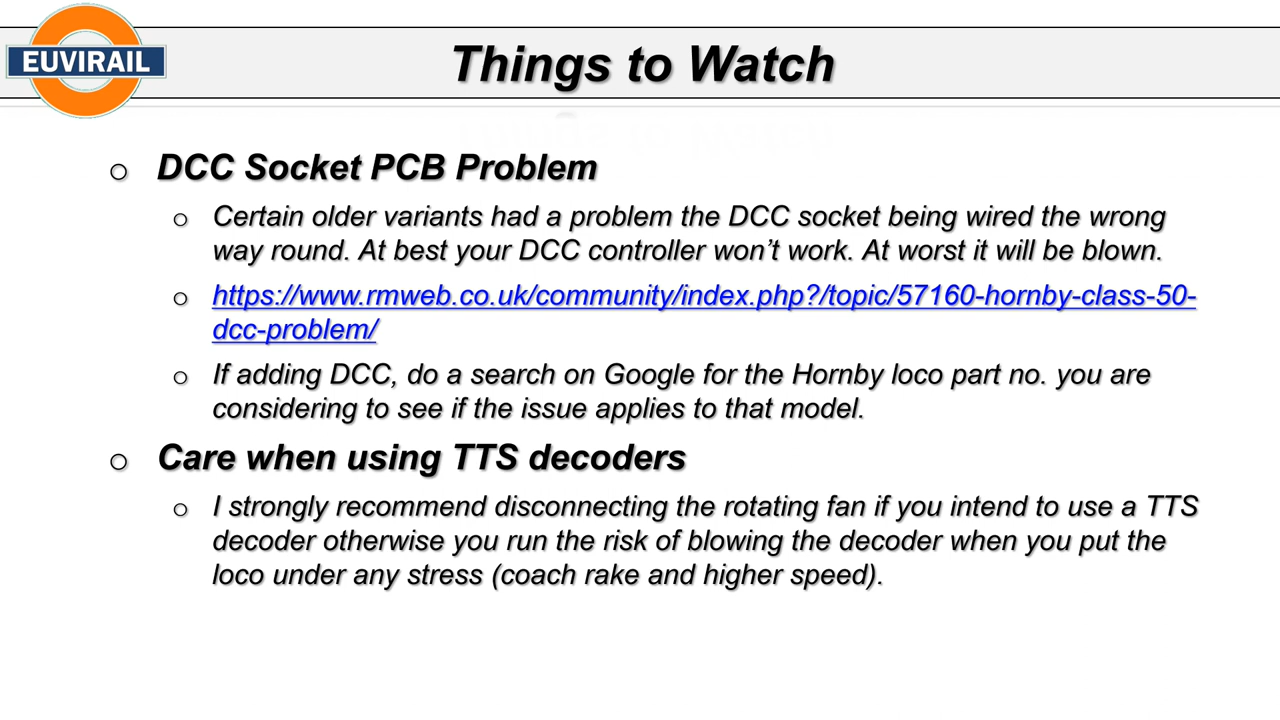 EUVIRAIL
Things to Watch
o DCC Socket PCB Problem
o Certain older variants had a problem the DCC socket being wired the wrong
way round. At best your DCC controller won’t work. At worst it will be blown.
o https://www.rmweb.co.uk/community/index.php?/topic/57160-hornby-class-50-
dcc-problem/
o If adding DCC, do a search on Google for the Hornby loco part no. you are
considering to see if the issue applies to that model.
o Care when using TTS decoders
o I strongly recommend disconnecting the rotating fan if you intend to use a TTS
decoder otherwise you run the risk of blowing the decoder when you put the
loco under any stress (coach rake and higher speed).